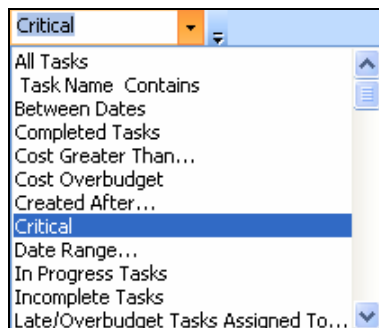 Critical
All Tasks
Task Name  Contains
Between Dates
Completed Tasks
Cost Greater Than...
Cost Overbudget
Created After...
Critical
Date Range...
In Progress Tasks
Incomplete Tasks
Late/Overbudget Tasks Assigned To...